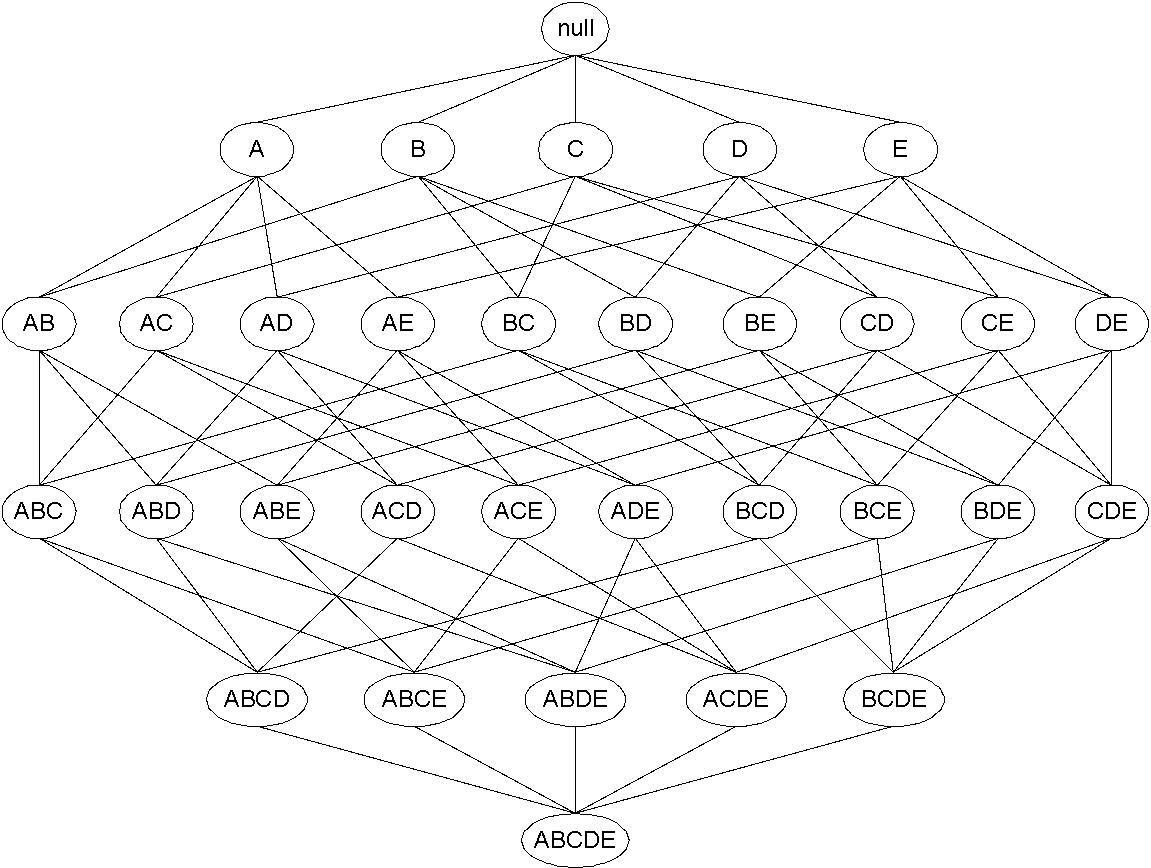 null
A B C D E
AB AC AD AE BC BD BE CD CE DE
ABC ABD ABE ACD ACE ADE BCD BCE BDE CDE
ABCD ABCE ABDE ACDE BCDE
ABCDE